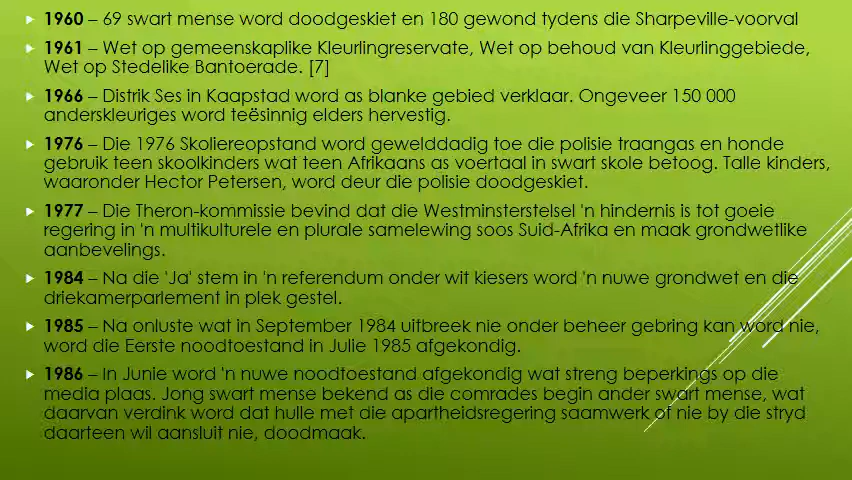 1960 – 69 swart mense word doodgeskiet en 180 gewond tydens die Sharpeville-voorval
1961 – Wet op gemeenskaplike Kleurlingreservate, Wet op behoud van Kleurlinggebiede,
Wet op Stedelike Bantoerade. [7]
1966 – Distrik Ses in Kaapstad word as blanke gebied verklaar. Ongeveer 150 000
anderskleuriges word teësinnig elders hervestig.
1976 – Die 1976 Skoliereopstand word gewelddadig toe die polisie traangas en honde
gebruik teen skoolkinders wat teen Afrikaans as voertaal in swart skole betoog. Talle kinders,
waaronder Hector Petersen, word deur die polisie doodgeskiet.
1977 – Die Theron-kommissie bevind dat die Westminsterstelsel 'n hindernis is tot goeie
regering in 'n multikulturele en plurale samelewing soos Suid-Afrika en maak grondwetlike
aanbevelings.
1984 – Na die 'Ja' stem in 'n referendum onder wit kiesers word 'n nuwe grondwet en die
driekamerparlement in plek gestel.
1985 – Na onluste wat in September 1984 uitbreek nie onder beheer gebring kan word nie,
word die Eerste noodtoestand in Julie 1985 afgekondig.
1986 – In Junie word 'n nuwe noodtoestand afgekondig wat streng beperkings op die
media plaas. Jong swart mense bekend as die comrades begin ander swart mense, wat
daarvan verdink word dat hulle met die apartheidsregering saamwerk of nie by die stryd
daarteen wil aansluit nie, doodmaak.